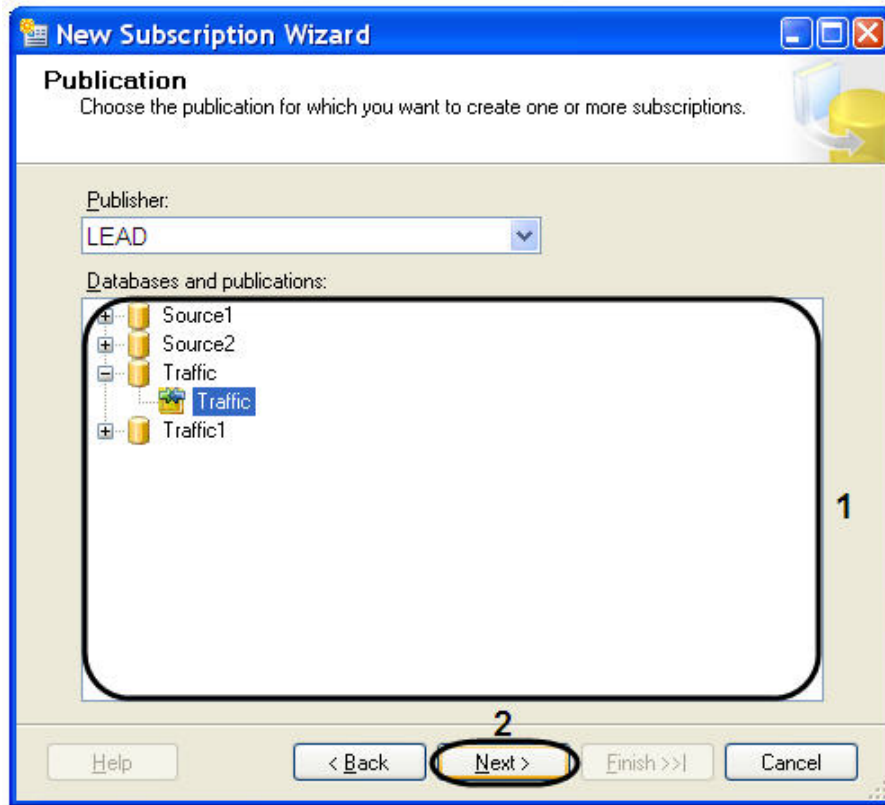 New Subscription Wizard
Publication
Choose the publication for which you want to create one or more subscriptions.
Publisher:
LEAD
Databases and publications:
Source1
Source2
Traffic
Traffic
Traffic1
1
2
Help
< Back
Next >
Finish >>|
Cancel